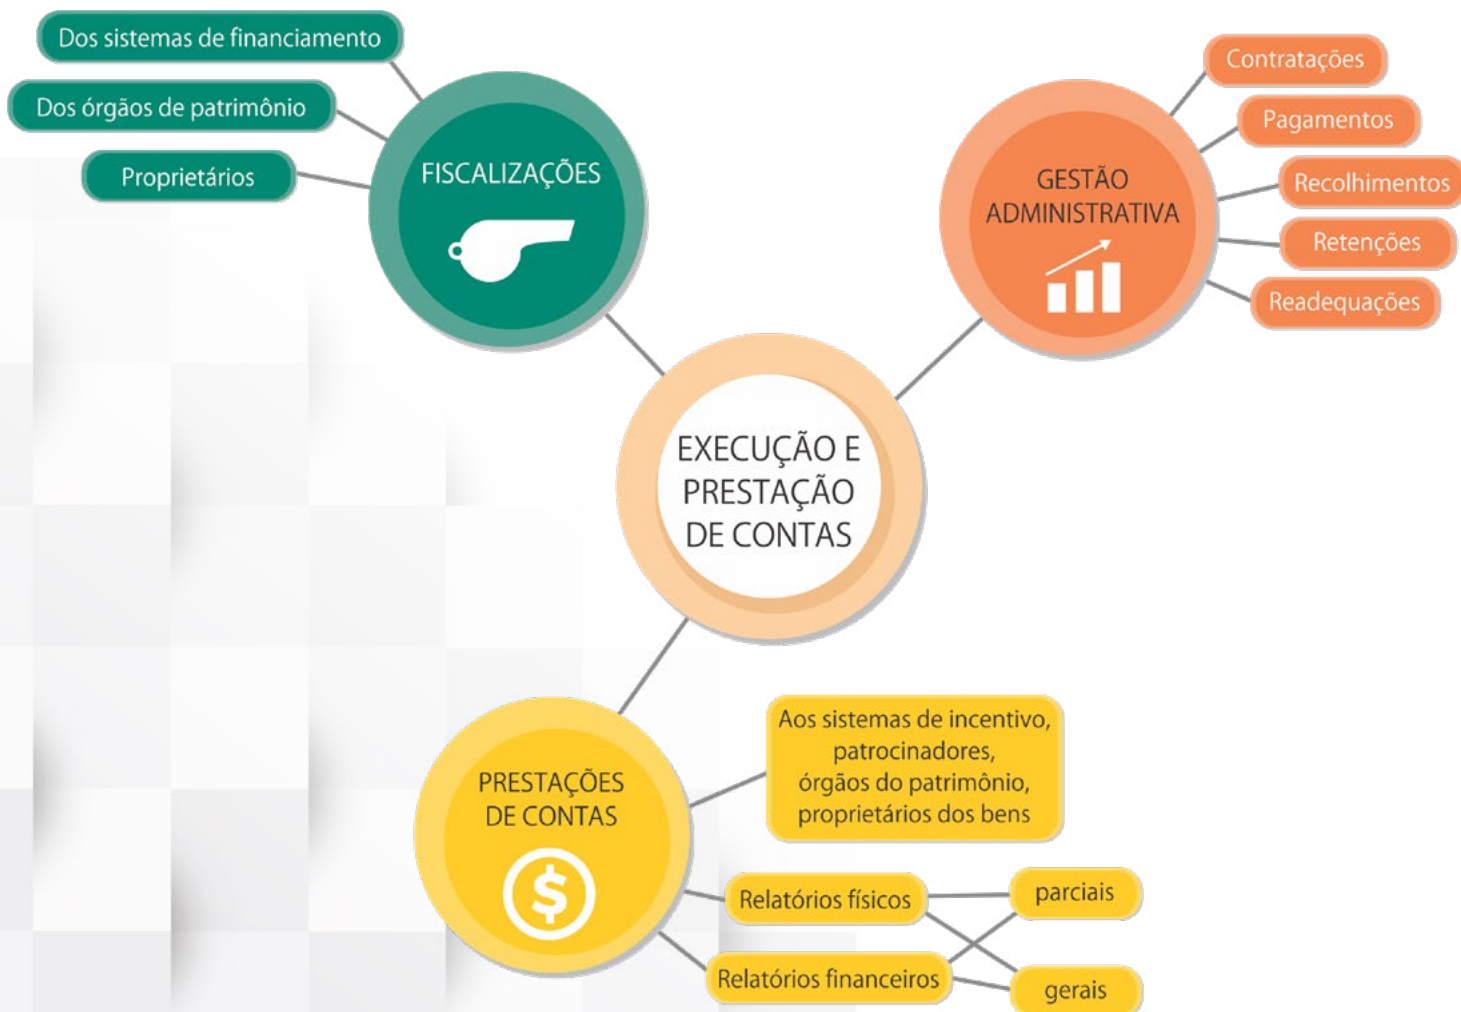 Dos sistemas de financiamento
Dos órgãos de patrimônio
Proprietários
FISCALIZAÇÕES
Contratações
Pagamentos
Recolhimentos
Retenções
Readequações
GESTÃO
ADMINISTRATIVA
EXECUÇÃO E
PRESTAÇÃO
DE CONTAS
PRESTAÇÕES
DE CONTAS
$
Aos sistemas de incentivo,
patrocinadores,
órgãos do patrimônio,
proprietários dos bens
Relatórios físicos
parciais
Relatórios financeiros
gerais